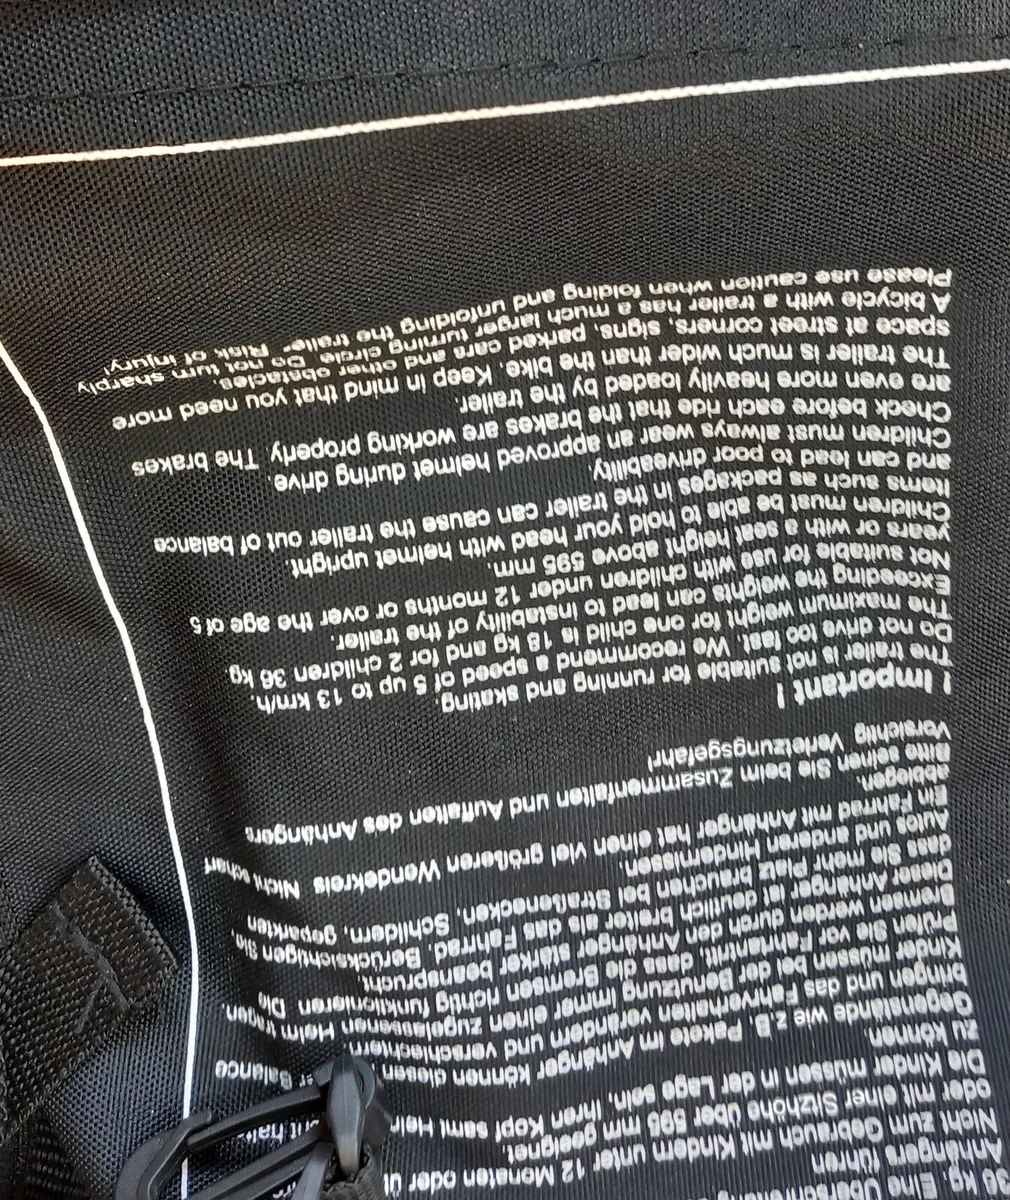 36 kg. Eine Überschreitung
Anhängers führen
Nicht zum Gebrauch mit Kindern unter 12 Monaten oder
oder mit einer Sitzhöhe über 595 mm geeignet.
Die Kinder müssen in der Lage sein, ihren Kopf samt
zu können.
Gegenstände wie z.B. Pakete im Anhänger können diesen Balance
bringen und das Fahrverhalten verändern und verschlechtern.
Kinder müssen bei der Benutzung immer einen zugelassenen Helm tragen.
Prüfen Sie vor Fahrtantritt, dass die Bremsen richtig funktionieren. Die
Bremsen werden durch den Anhänger stärker beansprucht.
Dieser Anhänger ist deutlich breiter als das Fahrrad. Berücksichtigen Sie
dass Sie mehr Platz brauchen bei Straßenecken, Schildern, geparkten
Autos und anderen Hindernissen.
Ein Fahrrad mit Anhänger hat einen viel größeren Wendekreis. Nicht scharf
abbiegen.
Bitte seinen Sie beim Zusammenfalten und Auffalten des Anhängers
Vorsichtig. Verletzungsgefahr!
! Important !
The trailer is not suitable for running and skating.
Do not drive too fast. We recommend a speed of 5 up to 13 km/h.
The maximum weight for one child is 18 kg and for 2 children 36 kg
Exceeding the weights can lead to instability of the trailer.
Not suitable for use with children under 12 months or over the age of 5
years or with a seat height above 595 mm.
Children must be able to hold your head with helmet upright.
Items such as packages in the trailer can cause the trailer out of balance
and can lead to poor driveability.
Children must always wear an approved helmet during drive.
Check before each ride that the brakes are working properly. The brakes
are even more heavily loaded by the trailer.
The trailer is much wider than the bike. Keep in mind that you need more
space at street corners, signs, parked cars and other obstacles.
A bicycle with a trailer has a much larger turning circle. Do not turn sharply
Please use caution when folding and unfolding the trailer. Risk of injury!